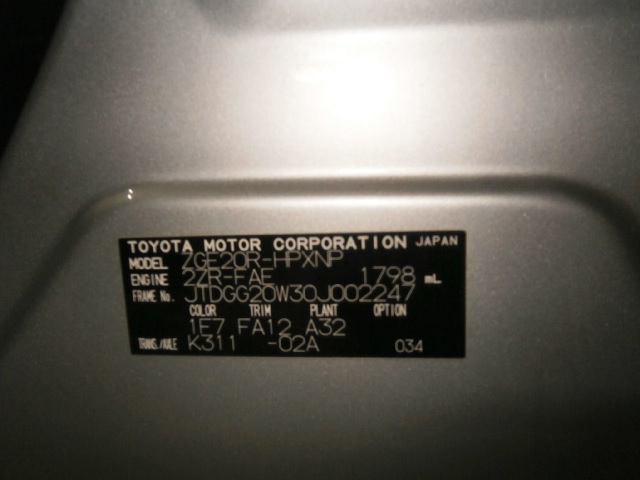 TOYOTA MOTOR CORPORATION JAPAN
MODEL ZGE20R-HPXNP
ENGINE 2ZR-FAE 1798 mL
FRAME No. JTDGG20W30J002247
COLOR TRIM PLANT OPTION
1E7 FA12 A32
TRANS./AXLE K311 -02A 034